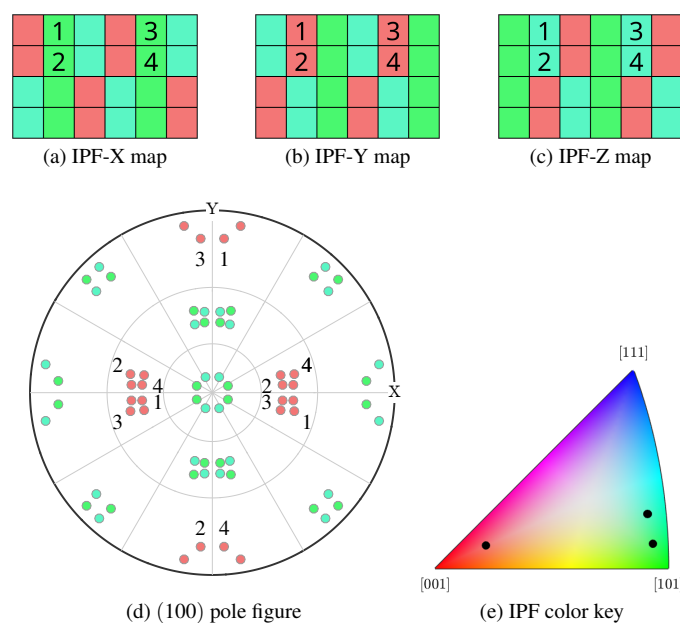 1 3
2 4
1 3
2 4
1 3
2 4
(a) IPF-X map
(b) IPF-Y map
(c) IPF-Z map
Y
3 1
2 4
4 2 X
1 3
3 1
2 4
(d) (100) pole figure
[111]
[001] [101
(e) IPF color key